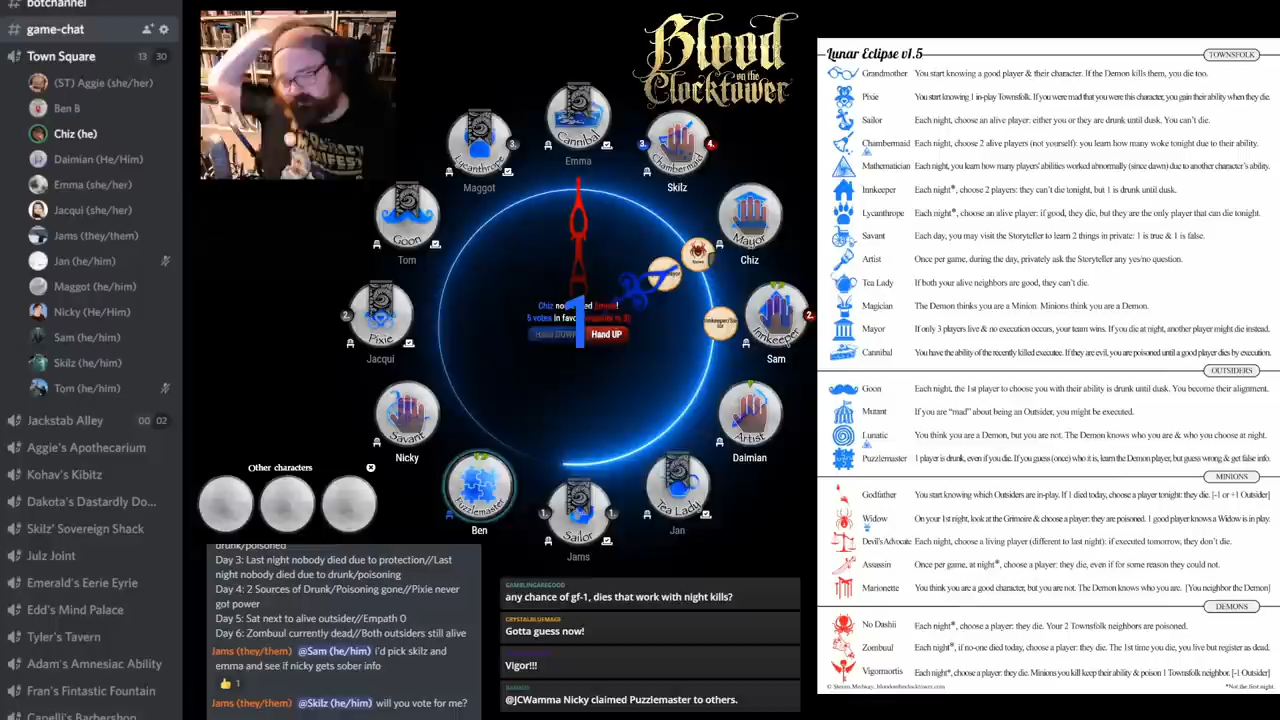 botchannel
# game-chat
Town Square 13 30
(ST) Aggie (she/her)
Ben B
Chiz (he)
Daimian (He/Him)
Emma (she/her)
Jacqui (she/her)
Jams (they/them)
Jan (he/him)
Maggot (he/him)
Nicky (He/Him)
Sam (he/him)
Skilz (he/him)
Tom (he/him)
Jackstab Alley 00 02
Aggie's Apothecarium
Kohav's Kibitz
Dakota's Dastardly Do...
Skilz' Sovereign Shack
Julz Joint
Emerald's Eerie Eyrie
Edd's Mind Palace
Tyler's Tavern
Adam's Amnesiac Ability
Fran's Fantastic Fountain
Capelli's Barbershop
Blood
on the
Clocktower
Cannibal
Emma
3.
Lycanthrope
Maggot
3.
4.
Chambermaid
Skilz
Goon
Tom
Mayor
Chiz
2.
Pixie
Jacqui
2.
Innkeeper
Sam
Savant
Nicky
Artist
Daimian
Puzzlemaster
Ben
1.
1.
Sailor
Jams
Tea Lady
Jan
5 votes in favor
Hand DOWN
Hand UP
1
Other characters
drunk/poisoned
Day 3: Last night nobody died due to protection//Last
night nobody died due to drunk/poisoning
Day 4: 2 Sources of Drunk/Poisoning gone//Pixie never
got power
Day 5: Sat next to alive outsider//Empath 0
Day 6: Zombuul currently dead//Both outsiders still alive
Jams (they/them) @Sam (he/him) i'd pick skilz and
emma and see if nicky gets sober info
👍 1
Jams (they/them) @Skilz (he/him) will you vote for me?
GAMBLINGAREGOOD
any chance of gf-1, dies that work with night kills?
Gotta guess now!
Vigor!!!
@JCWamma Nicky claimed Puzzlemaster to others.
Lunar Eclipse v1.5
TOWNSFOLK
Grandmother You start knowing a good player & their character. If the Demon kills them, you die too.
Pixie You start knowing 1 in-play Townsfolk. If you were mad that you were this character, you gain their ability when they die.
Sailor Each night, choose an alive player: either you or they are drunk until dusk. You can't die.
Chambermaid Each night, choose 2 alive players (not yourself): you learn how many woke tonight due to their ability.
Mathematician Each night, you learn how many players' abilities worked abnormally (since dawn) due to another character's ability.
Innkeeper Each night*, choose 2 players: they can't die tonight, but 1 is drunk until dusk.
Lycanthrope Each night*, choose an alive player: if good, they die, but they are the only player that can die tonight.
Savant Each day, you may visit the Storyteller to learn 2 things in private: 1 is true & 1 is false.
Artist Once per game, during the day, privately ask the Storyteller any yes/no question.
Tea Lady If both your alive neighbors are good, they can't die.
Magician The Demon thinks you are a Minion. Minions think you are a Demon.
Mayor If only 3 players live & no execution occurs, your team wins. If you die at night, another player might die instead.
Cannibal You have the ability of the recently killed executee. If they are evil, you are poisoned until a good player dies by execution.
OUTSIDERS
Goon Each night, the 1st player to choose you with their ability is drunk until dusk. You become their alignment.
Mutant If you are "mad" about being an Outsider, you might be executed.
Lunatic You think you are a Demon, but you are not. The Demon knows who you are & who you choose at night.
Puzzlemaster 1 player is drunk, even if you die. If you guess (once) who it is, learn the Demon player, but guess wrong & get false info.
MINIONS
Godfather You start knowing which Outsiders are in-play. If 1 died today, choose a player tonight: they die. [-1 or +1 Outsider]
Widow On your 1st night, look at the Grimoire & choose a player: they are poisoned. 1 good player knows a Widow is in play.
Devil's Advocate Each night, choose a living player (different to last night): if executed tomorrow, they don't die.
Assassin Once per game, at night*, choose a player: they die, even if for some reason they could not.
Marionette You think you are a good character, but you are not. The Demon knows who you are. [You neighbor the Demon]
DEMONS
No Dashii Each night*, choose a player: they die. Your 2 Townsfolk neighbors are poisoned.
Zombuul Each night*, if no-one died today, choose a player: they die. The 1st time you die, you live but register as dead.
Vigormortis Each night*, choose a player: they die. Minions you kill keep their ability & poison 1 Townsfolk neighbor. [-1 Outsider]
© Steven Medway, bloodontheclocktower.com
*Not the first night